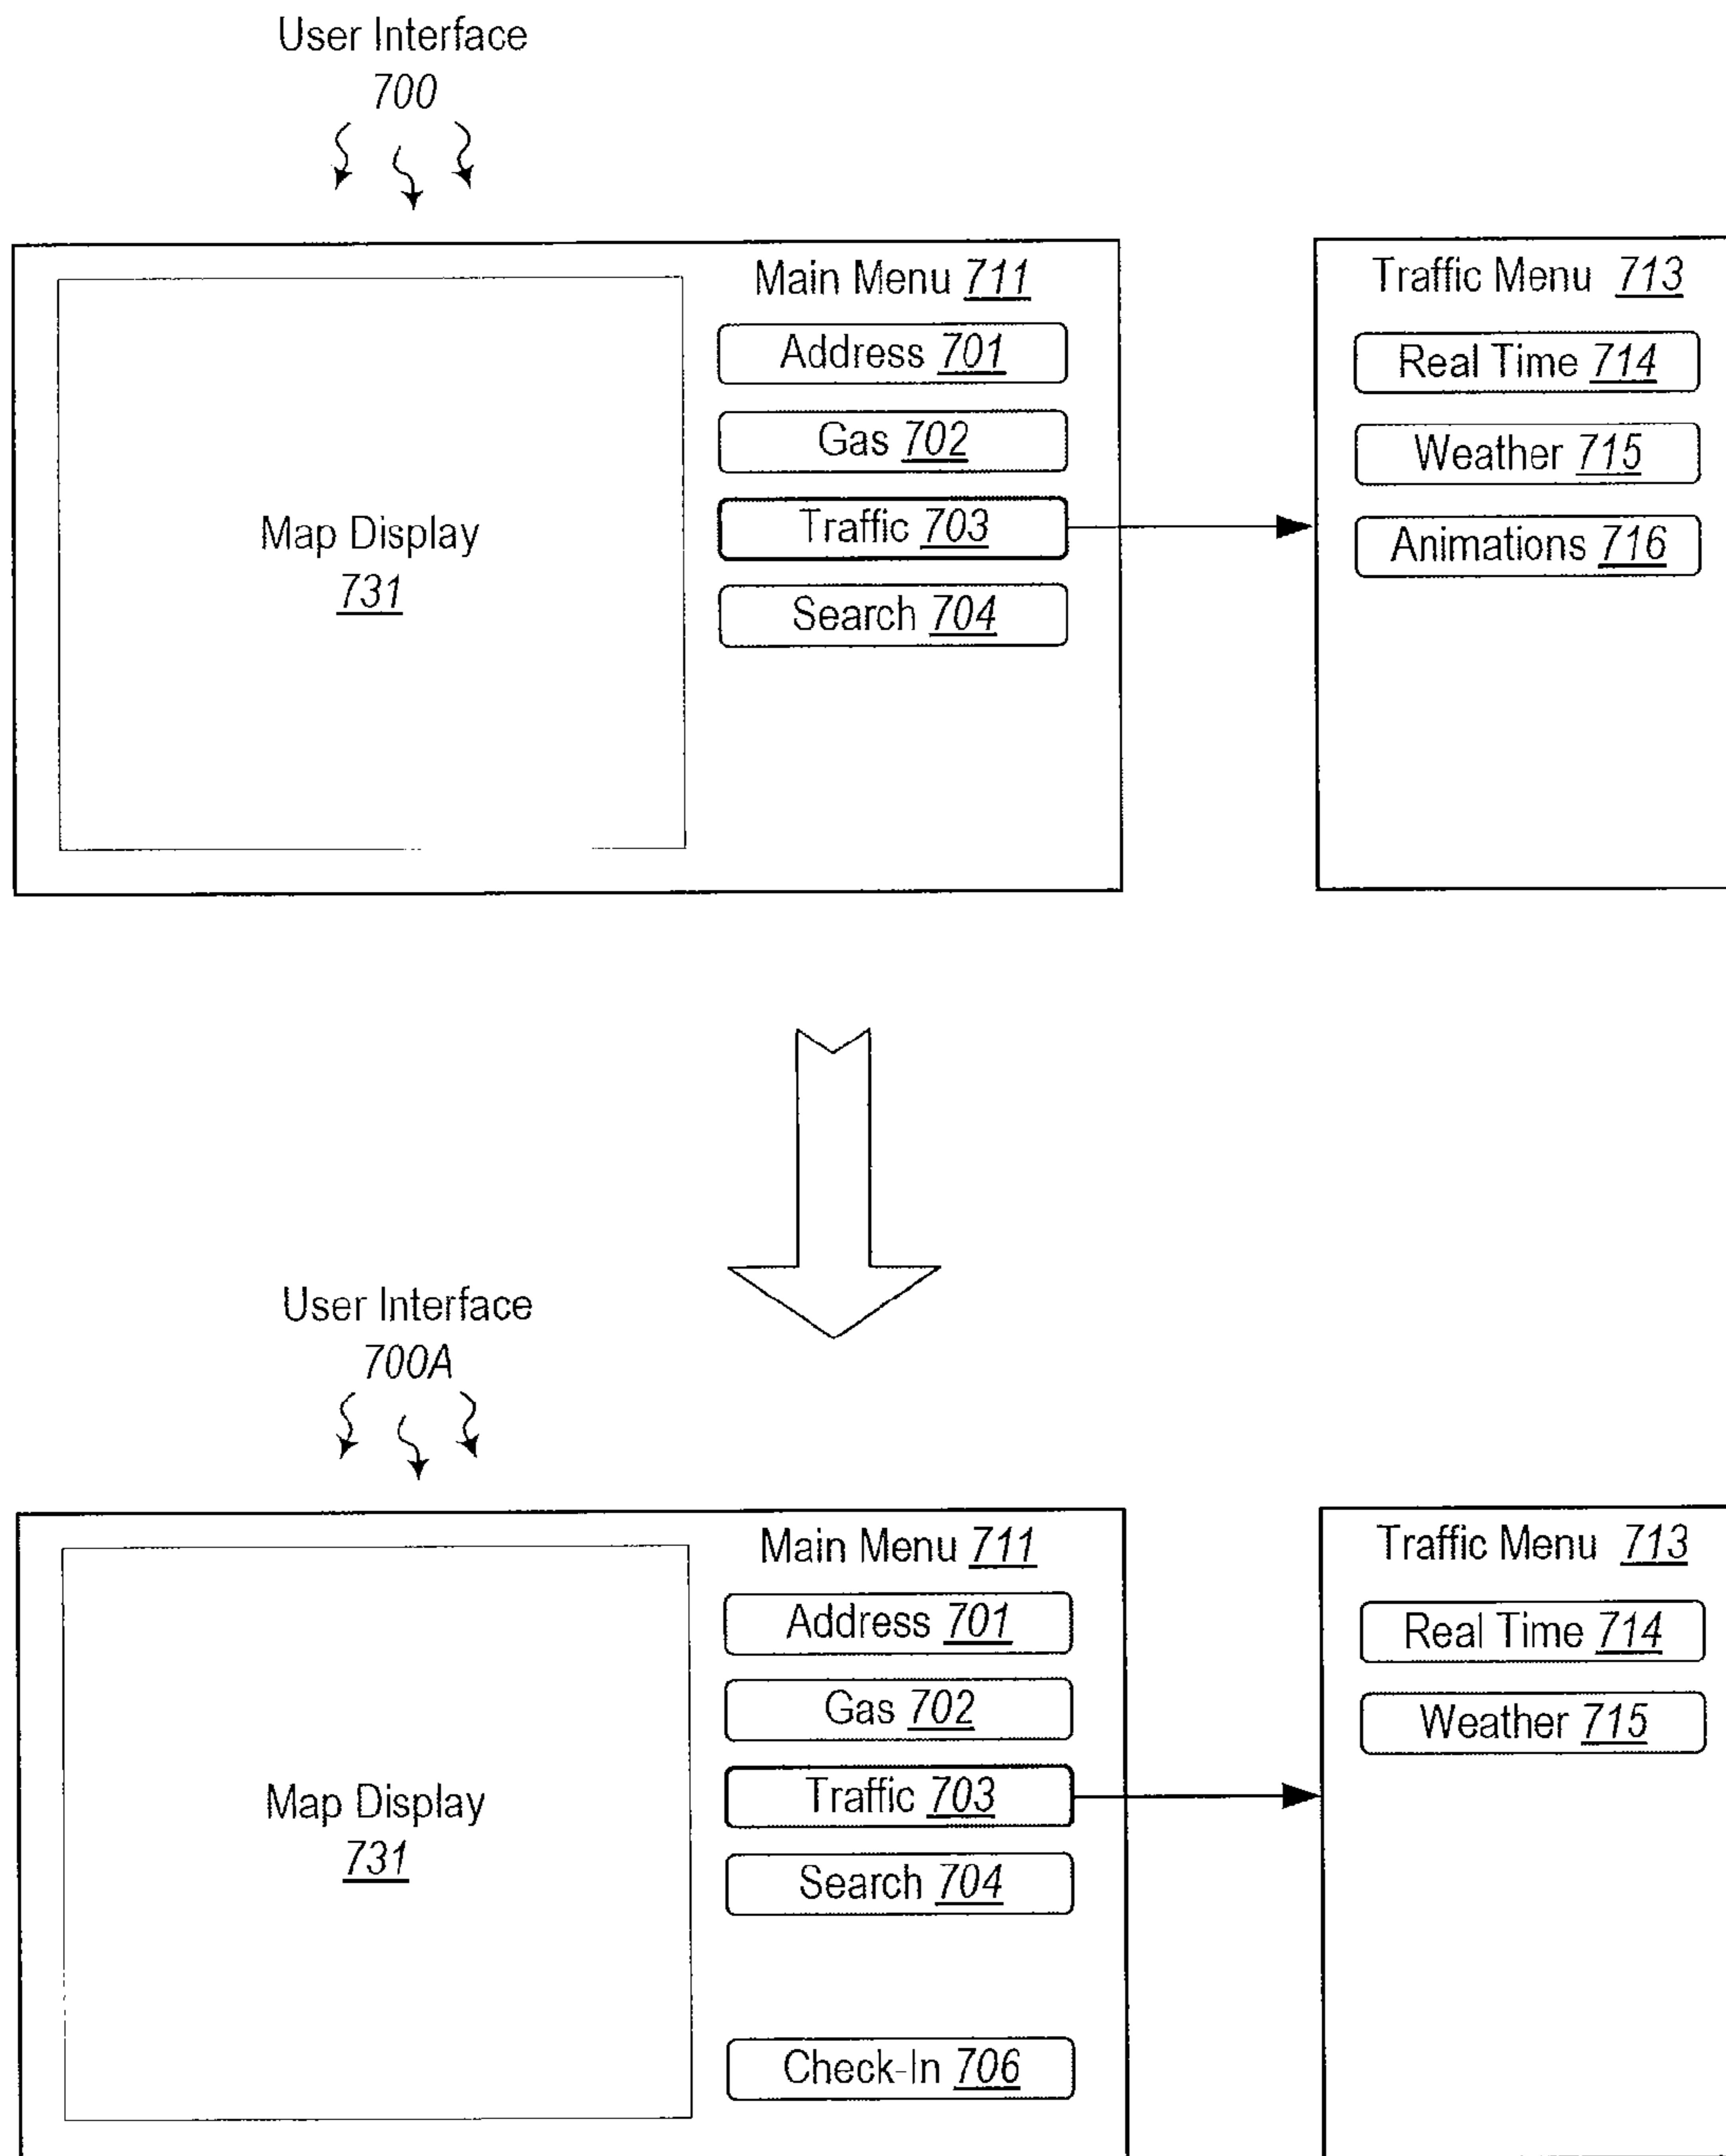 User Interface
700
Main Menu 711
Address 701
Gas 702
Traffic 703
Search 704
Map Display
731
Traffic Menu 713
Real Time 714
Weather 715
Animations 716
User Interface
700A
Main Menu 711
Address 701
Gas 702
Traffic 703
Search 704
Check-In 706
Map Display
731
Traffic Menu 713
Real Time 714
Weather 715